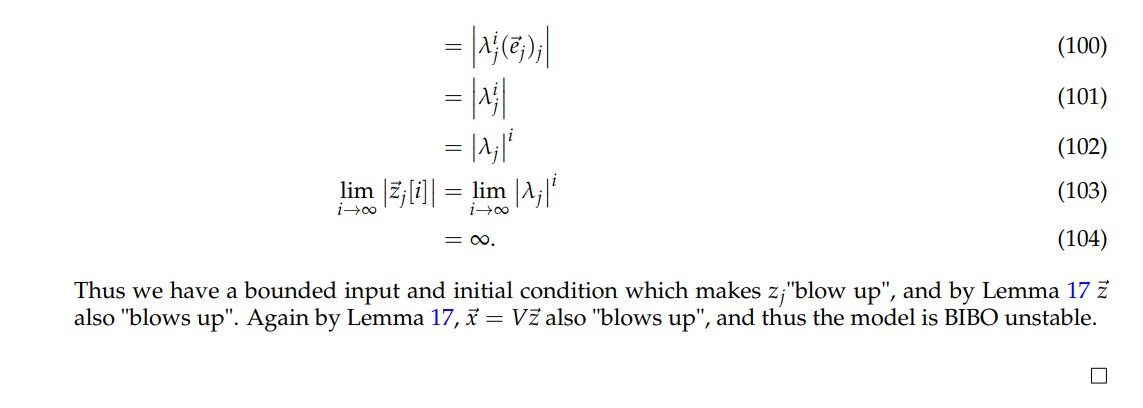 = |λ_j^i(e⃗_j)_j| (100)
= |λ_j^i| (101)
= |λ_j|^i (102)
lim_{i→∞} |z⃗_j[i]| = lim_{i→∞} |λ_j|^i (103)
= ∞. (104)
Thus we have a bounded input and initial condition which makes z_j"blow up", and by Lemma 17 z⃗
also "blows up". Again by Lemma 17, x⃗ = Vz⃗ also "blows up", and thus the model is BIBO unstable.
□